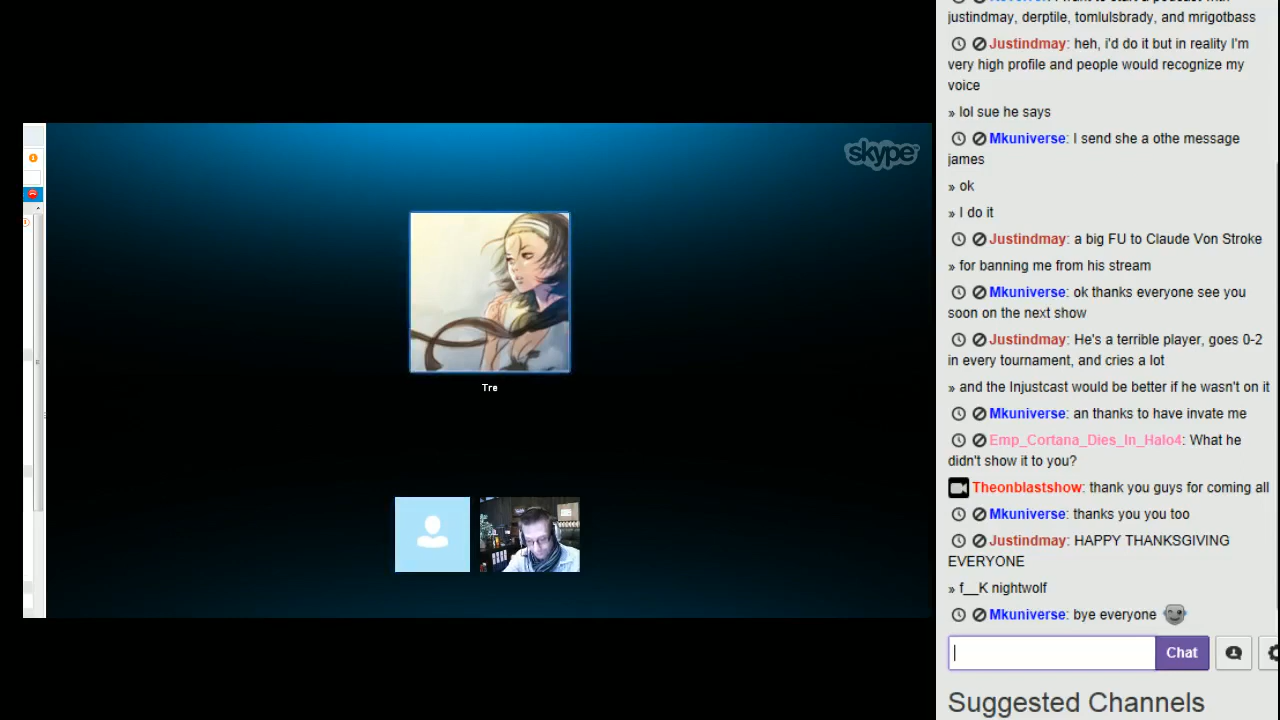 justindmay, derptile, tomlulsbrady, and mrigotbass
Justindmay: heh, i'd do it but in reality I'm
very high profile and people would recognize my
voice
» lol sue he says
Mkuniverse: I send she a othe message
james
» ok
» I do it
Justindmay: a big FU to Claude Von Stroke
» for banning me from his stream
Mkuniverse: ok thanks everyone see you
soon on the next show
Justindmay: He's a terrible player, goes 0-2
in every tournament, and cries a lot
» and the Injustcast would be better if he wasn't on it
Mkuniverse: an thanks to have invate me
Emp_Cortana_Dies_In_Halo4: What he
didn't show it to you?
Theonblastshow: thank you guys for coming all
Mkuniverse: thanks you you too
Justindmay: HAPPY THANKSGIVING
EVERYONE
» f__K nightwolf
Mkuniverse: bye everyone
Chat
Suggested Channels
skype
Tre